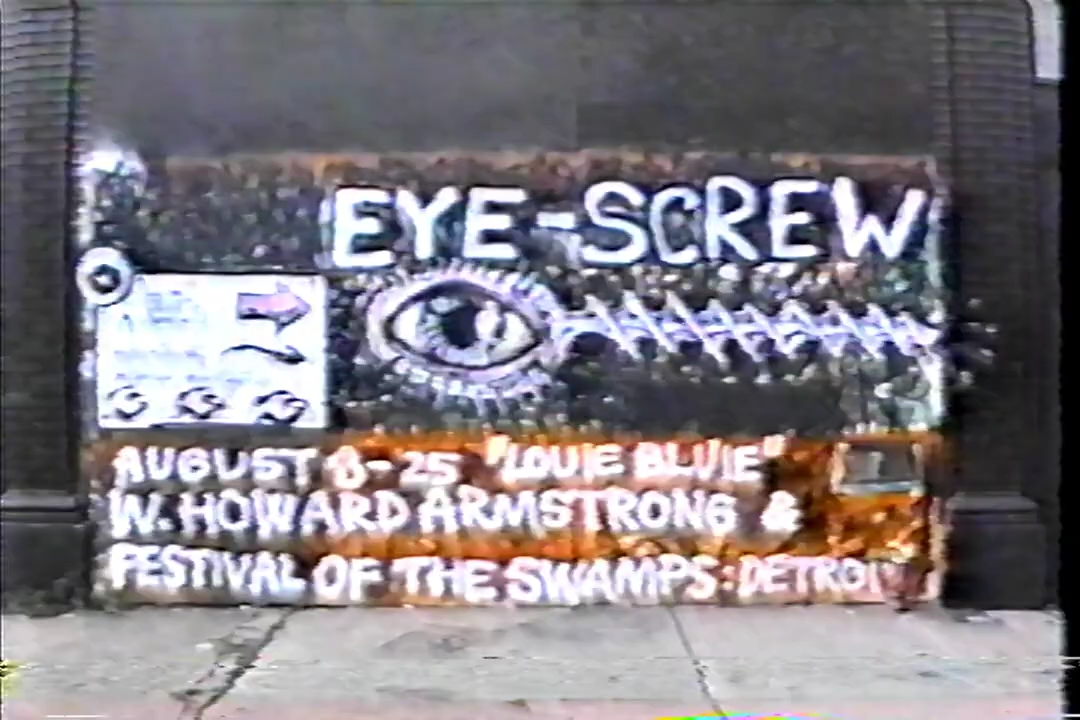 EYE-SCREW
AUGUST 8-25 "LOUIE BLUIE"
W. HOWARD ARMSTRONG &
FESTIVAL OF THE SWAMPS: DETROIT